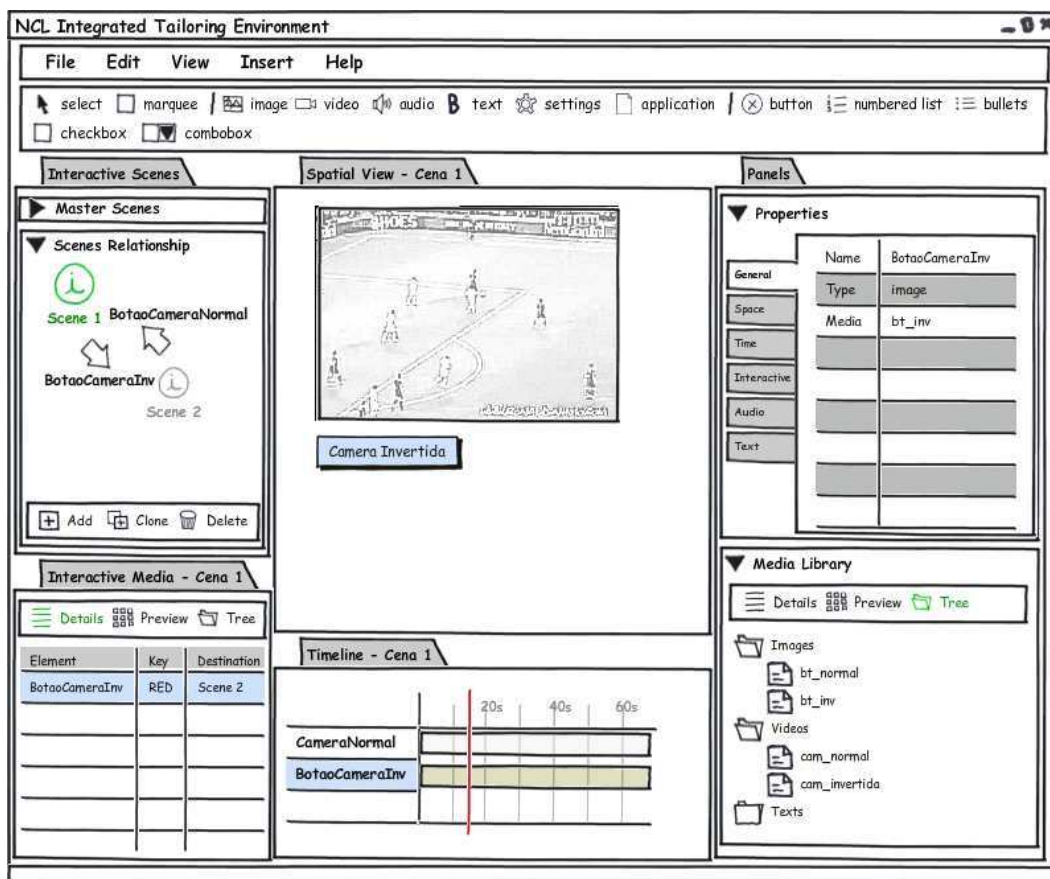 NCL Integrated Tailoring Environment
File Edit View Insert Help
select marquee image video audio B text settings application button numbered list bullets
checkbox combobox
Interactive Scenes
Master Scenes
Scenes Relationship
Scene 1 BotaoCameraNormal
BotaoCameraInv
Scene 2
Add Clone Delete
Interactive Media - Cena 1
Details Preview Tree
Element Key Destination
BotaoCameraInv RED Scene 2
Spatial View - Cena 1
SHOES
Camera Invertida
Timeline - Cena 1
20s 40s 60s
CameraNormal
BotaoCameraInv
Panels
Properties
General
Space
Time
Interactive
Audio
Text
Name BotaoCameraInv
Type image
Media bt_inv
Media Library
Details Preview Tree
Images
bt_normal
bt_inv
Videos
cam_normal
cam_invertida
Texts